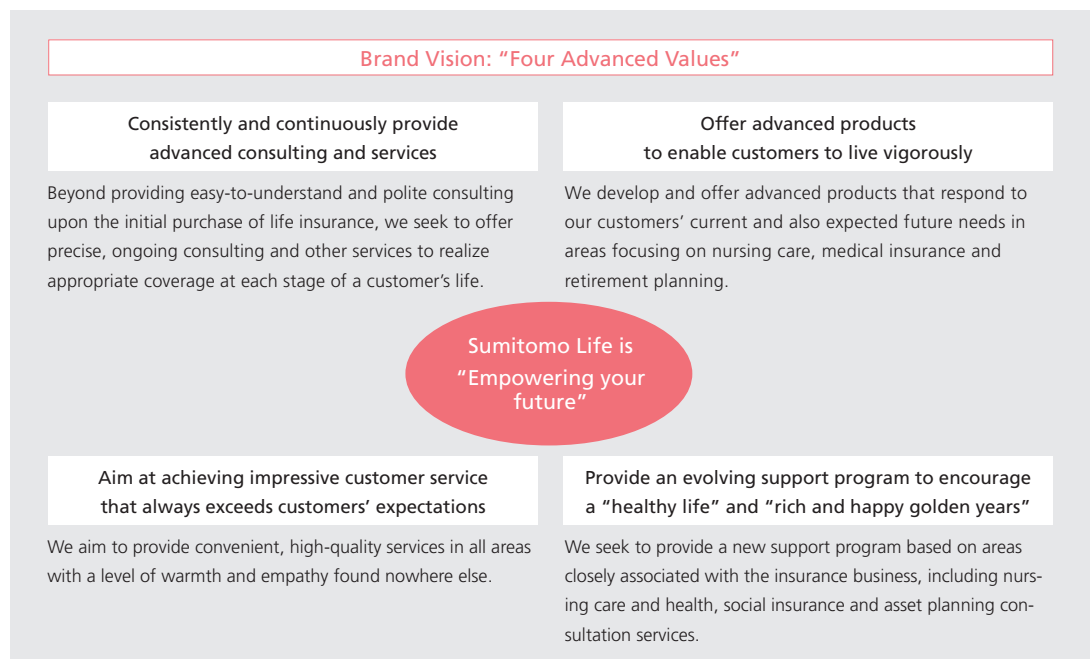 Brand Vision: “Four Advanced Values”
Consistently and continuously provide
advanced consulting and services
Beyond providing easy-to-understand and polite consulting
upon the initial purchase of life insurance, we seek to offer
precise, ongoing consulting and other services to realize
appropriate coverage at each stage of a customer’s life.
Offer advanced products
to enable customers to live vigorously
We develop and offer advanced products that respond to
our customers’ current and also expected future needs in
areas focusing on nursing care, medical insurance and
retirement planning.
Sumitomo Life is
“Empowering your
future”
Aim at achieving impressive customer service
that always exceeds customers’ expectations
We aim to provide convenient, high-quality services in all areas
with a level of warmth and empathy found nowhere else.
Provide an evolving support program to encourage
a “healthy life” and “rich and happy golden years”
We seek to provide a new support program based on areas
closely associated with the insurance business, including nurs-
ing care and health, social insurance and asset planning con-
sultation services.